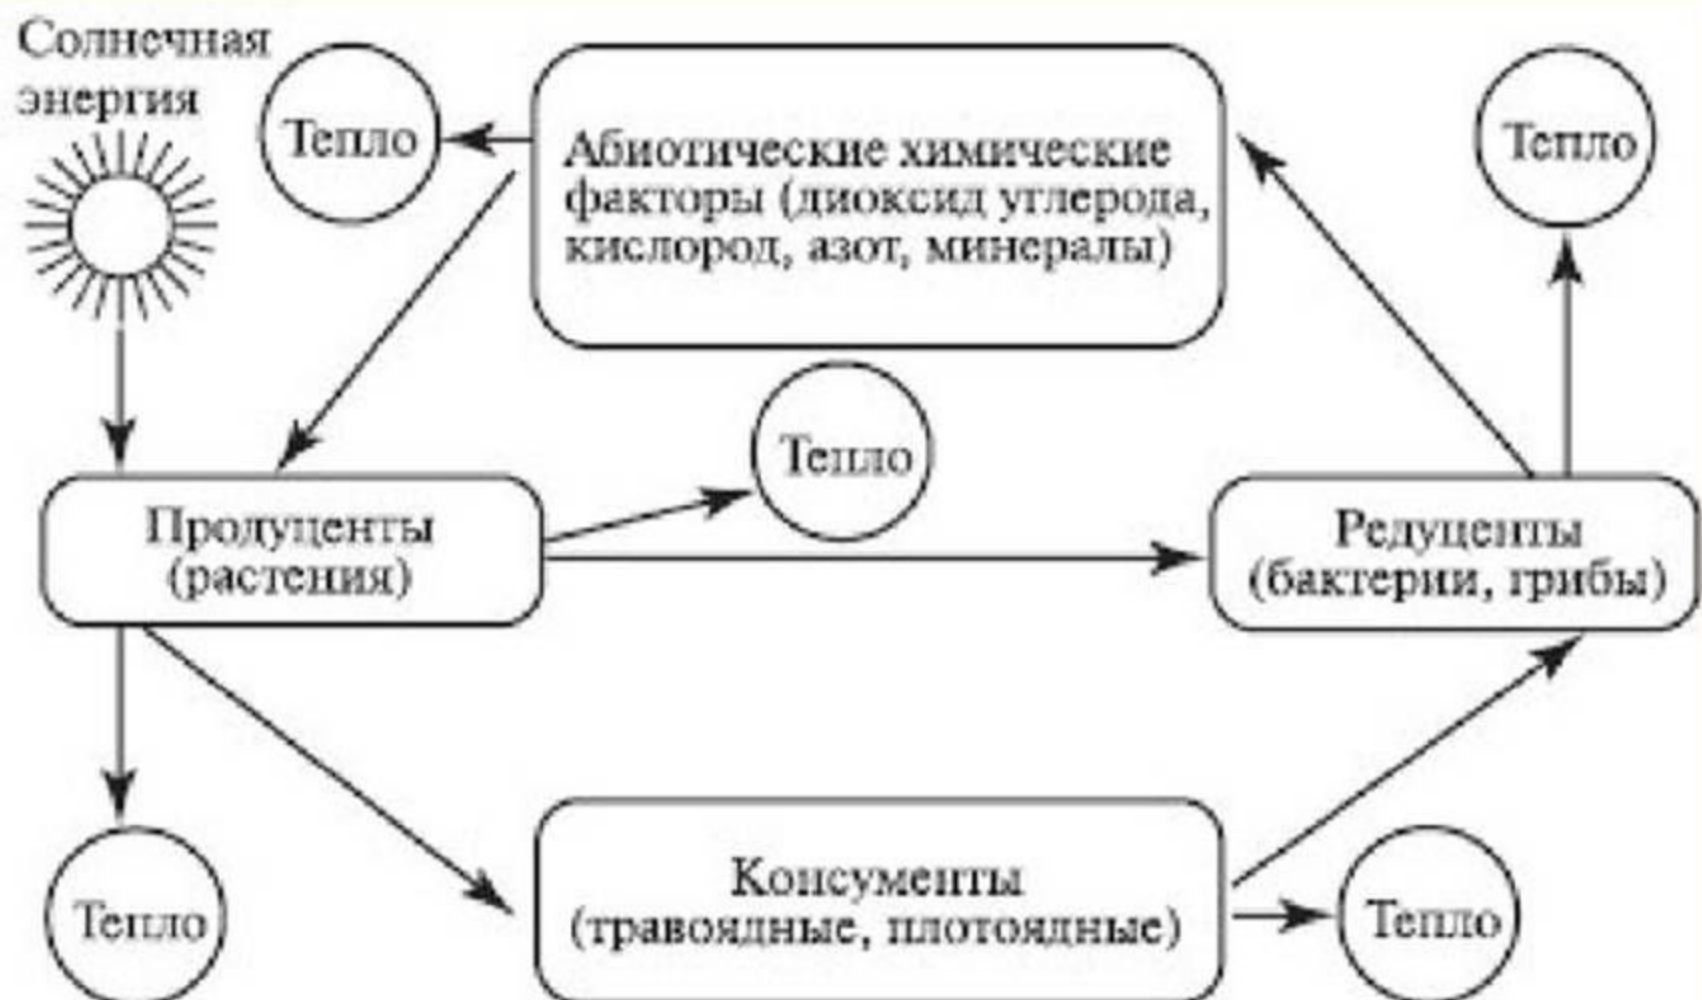 Солнечная
энергия
Тепло
Абиотические химические
факторы (диоксид углерода,
кислород, азот, минералы)
Тепло
Тепло
Продуценты
(растения)
Редуценты
(бактерии, грибы)
Тепло
Консументы
(травоядные, плотоядные)
Тепло